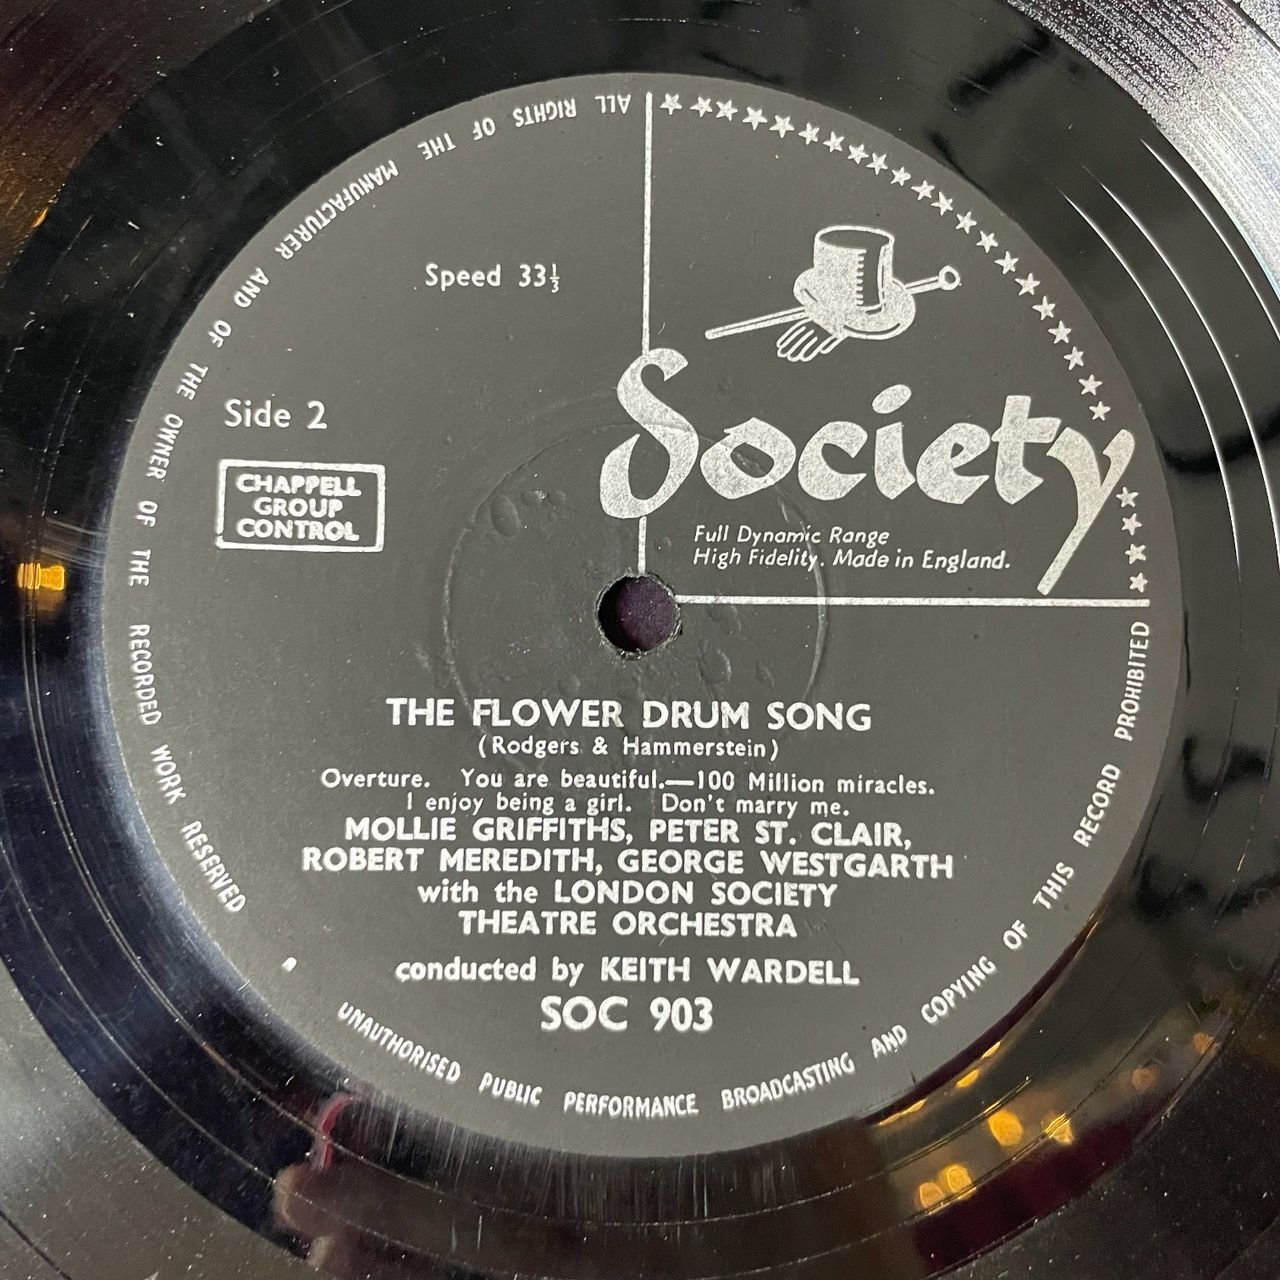 ALL RIGHTS OF THE MANUFACTURER AND OF THE OWNER OF THE RECORDED WORK RESERVED
Speed 33⅓
Society
Side 2
CHAPPELL
GROUP
CONTROL
Full Dynamic Range
High Fidelity. Made in England.
THE FLOWER DRUM SONG
(Rodgers & Hammerstein)
Overture. You are beautiful.—100 Million miracles.
I enjoy being a girl. Don't marry me.
MOLLIE GRIFFITHS, PETER ST. CLAIR,
ROBERT MEREDITH, GEORGE WESTGARTH
with the LONDON SOCIETY
THEATRE ORCHESTRA
conducted by KEITH WARDELL
SOC 903
UNAUTHORISED PUBLIC PERFORMANCE BROADCASTING AND COPYING OF THIS RECORD PROHIBITED